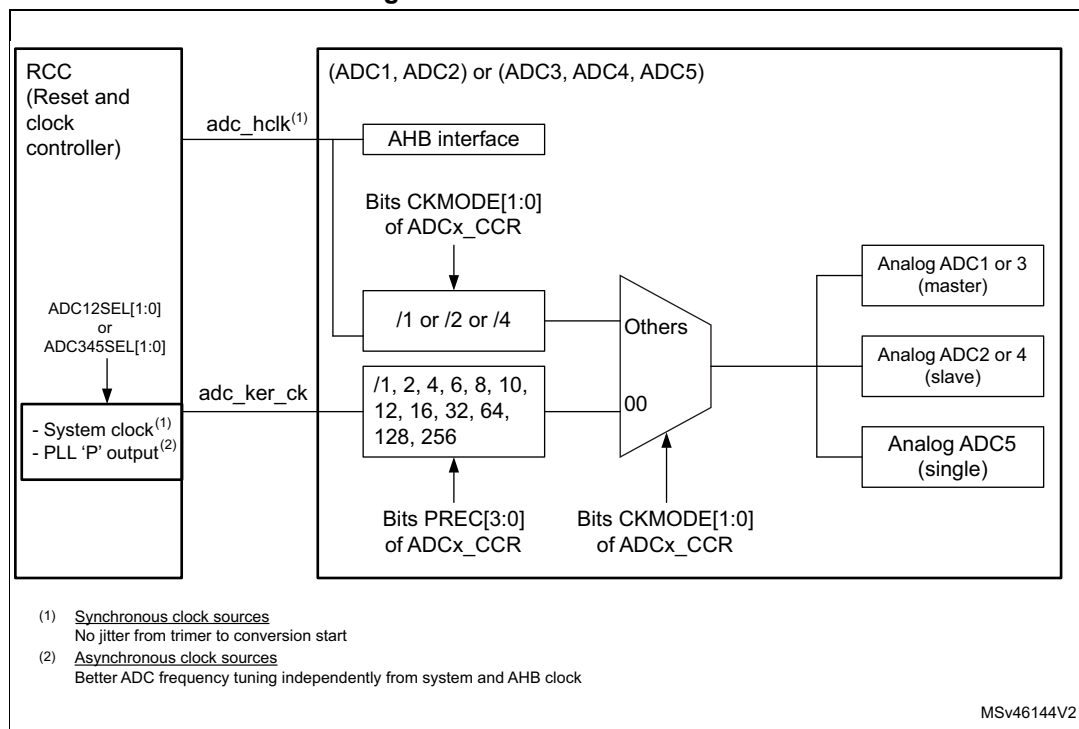 RCC
(Reset and
clock
controller)
ADC12SEL[1:0]
or
ADC345SEL[1:0]
- System clock(1)
- PLL ‘P’ output(2)
adc_hclk(1)
adc_ker_ck
(ADC1, ADC2) or (ADC3, ADC4, ADC5)
AHB interface
Bits CKMODE[1:0]
of ADCx_CCR
/1 or /2 or /4
/1, 2, 4, 6, 8, 10,
12, 16, 32, 64,
128, 256
Bits PREC[3:0]
of ADCx_CCR
Others
00
Bits CKMODE[1:0]
of ADCx_CCR
Analog ADC1 or 3
(master)
Analog ADC2 or 4
(slave)
Analog ADC5
(single)
(1) Synchronous clock sources
No jitter from trimer to conversion start
(2) Asynchronous clock sources
Better ADC frequency tuning independently from system and AHB clock
MSv46144V2